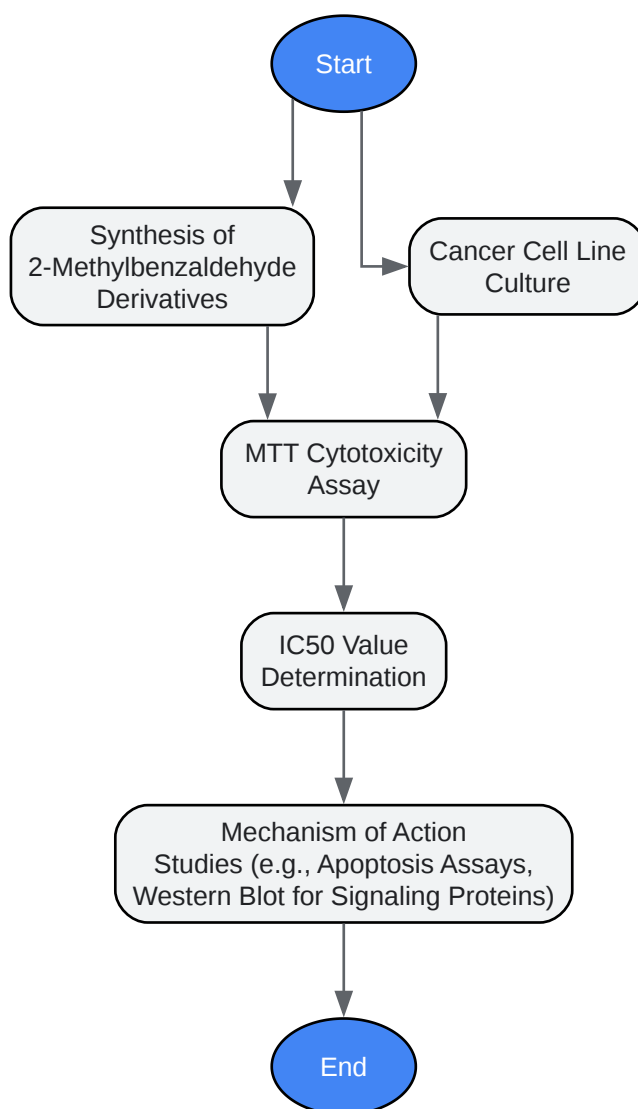 Start
Synthesis of
2-Methylbenzaldehyde
Derivatives
Cancer Cell Line
Culture
MTT Cytotoxicity
Assay
IC50 Value
Determination
Mechanism of Action
Studies (e.g., Apoptosis Assays,
Western Blot for Signaling Proteins)
End